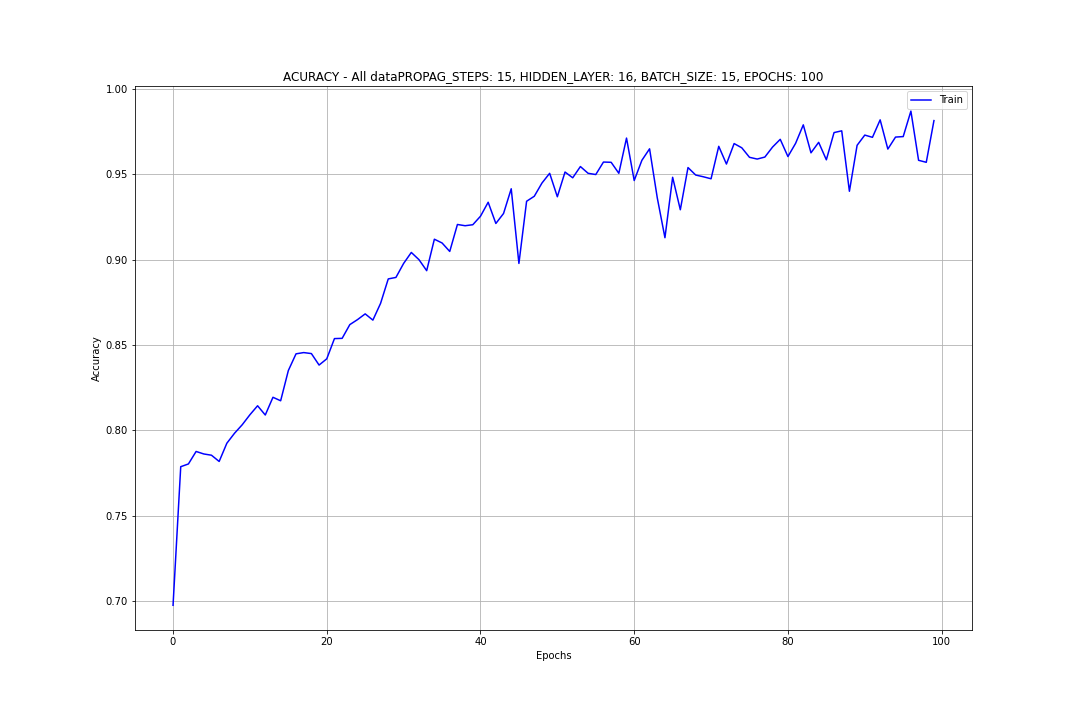 ACURACY - All dataPROPAG_STEPS: 15, HIDDEN_LAYER: 16, BATCH_SIZE: 15, EPOCHS: 100
Train
1.00
0.95
0.90
0.85
0.80
0.75
0.70
Accuracy
0 20 40 60 80 100
Epochs